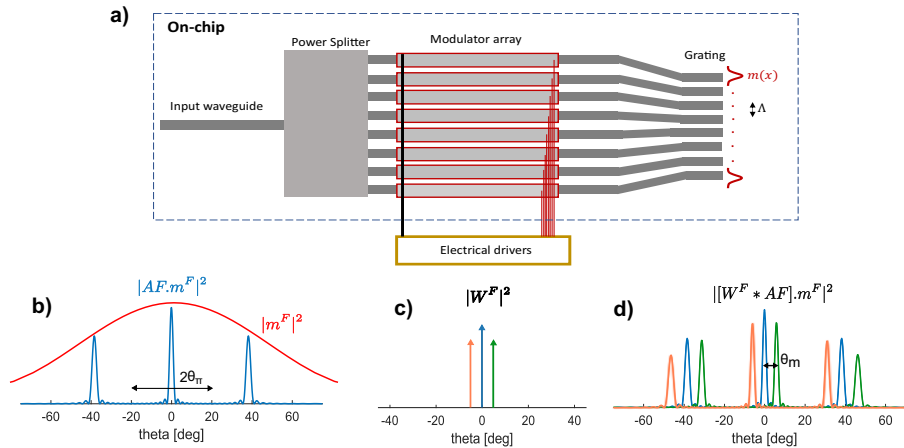 a)
On-chip
Power Splitter
Modulator array
Grating
m(x)
Input waveguide
Λ
Electrical drivers
b)
|AF.m^F|^2
|m^F|^2
2θ_π
-60 -40 -20 0 20 40 60
theta [deg]
c)
|W^F|^2
-40 -20 0 20 40
theta [deg]
d)
|[W^F * AF].m^F|^2
θ_m
-60 -40 -20 0 20 40 60
theta [deg]